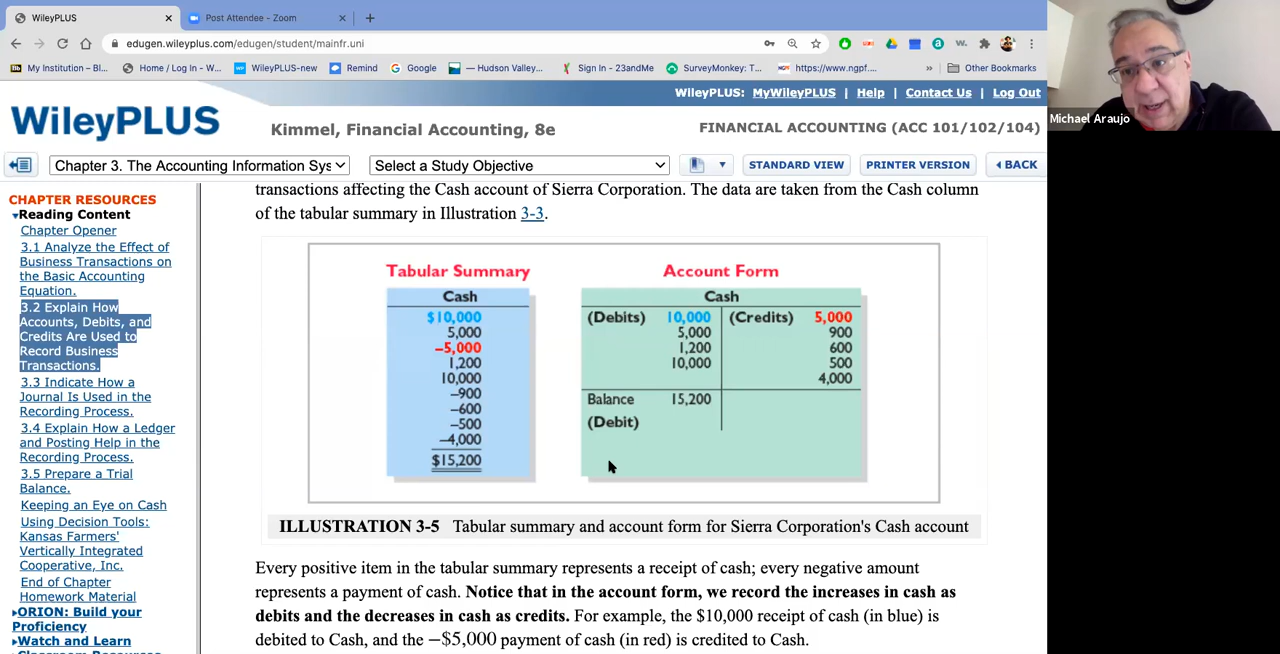 WileyPLUS
Post Attendee - Zoom
edugen.wileyplus.com/edugen/student/mainfr.uni
My Institution – Bl...
Home / Log In - W...
WileyPLUS-new
Remind
Google
— Hudson Valley...
Sign In - 23andMe
SurveyMonkey: T...
https://www.ngpf....
Other Bookmarks
WileyPLUS: MyWileyPLUS | Help | Contact Us | Log Out
WileyPLUS
Kimmel, Financial Accounting, 8e
FINANCIAL ACCOUNTING (ACC 101/102/104)
Michael Araujo
Chapter 3. The Accounting Information Sys
Select a Study Objective
STANDARD VIEW
PRINTER VERSION
BACK
CHAPTER RESOURCES
Reading Content
Chapter Opener
3.1 Analyze the Effect of
Business Transactions on
the Basic Accounting
Equation.
3.2 Explain How
Accounts, Debits, and
Credits Are Used to
Record Business
Transactions.
3.3 Indicate How a
Journal Is Used in the
Recording Process.
3.4 Explain How a Ledger
and Posting Help in the
Recording Process.
3.5 Prepare a Trial
Balance.
Keeping an Eye on Cash
Using Decision Tools:
Kansas Farmers'
Vertically Integrated
Cooperative, Inc.
End of Chapter
Homework Material
ORION: Build your
Proficiency
Watch and Learn
transactions affecting the Cash account of Sierra Corporation. The data are taken from the Cash column
of the tabular summary in Illustration 3-3.
Tabular Summary
Cash
$10,000
5,000
–5,000
1,200
10,000
–900
–600
–500
–4,000
$15,200
Account Form
Cash
(Debits) 10,000 (Credits) 5,000
5,000 900
1,200 600
10,000 500
4,000
Balance 15,200
(Debit)
ILLUSTRATION 3-5 Tabular summary and account form for Sierra Corporation's Cash account
Every positive item in the tabular summary represents a receipt of cash; every negative amount
represents a payment of cash. Notice that in the account form, we record the increases in cash as
debits and the decreases in cash as credits. For example, the $10,000 receipt of cash (in blue) is
debited to Cash, and the −$5,000 payment of cash (in red) is credited to Cash.